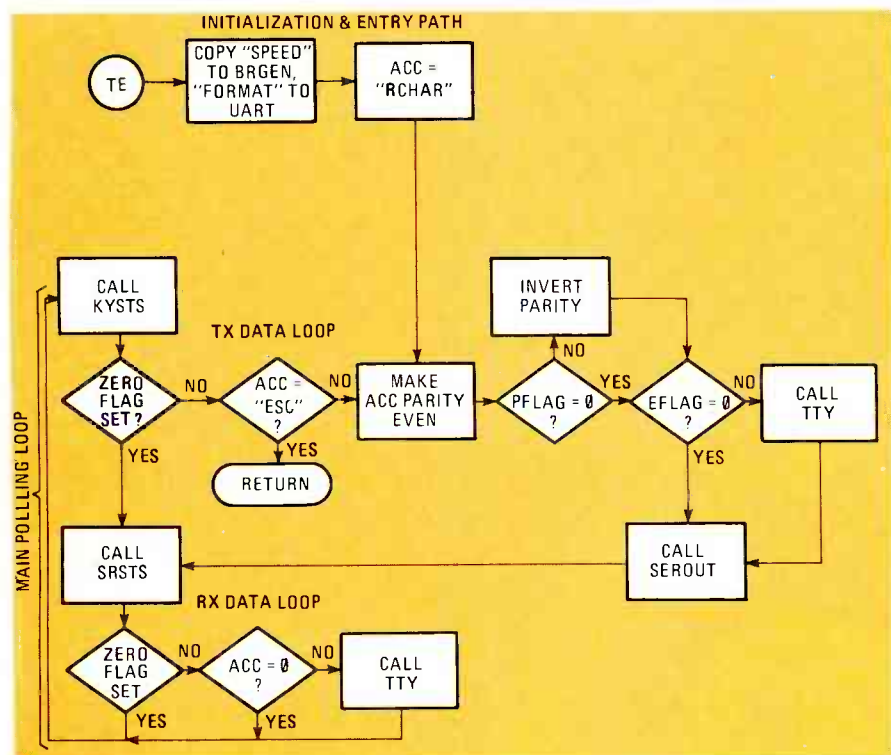 INITIALIZATION & ENTRY PATH
TE
COPY "SPEED"
TO BRGEN,
"FORMAT" TO
UART
ACC =
"RCHAR"
CALL
KYSTS
INVERT
PARITY
TX DATA LOOP
NO
ZERO
FLAG
SET?
NO
ACC =
"ESC"
?
NO
MAKE
ACC PARITY
EVEN
PFLAG = 0
?
YES
EFLAG = 0
?
NO
CALL
TTY
YES
YES
YES
RETURN
MAIN POLLLING LOOP
CALL
SRSTS
CALL
SEROUT
RX DATA LOOP
ZERO
FLAG
SET
NO
ACC = 0
?
NO
CALL
TTY
YES
YES